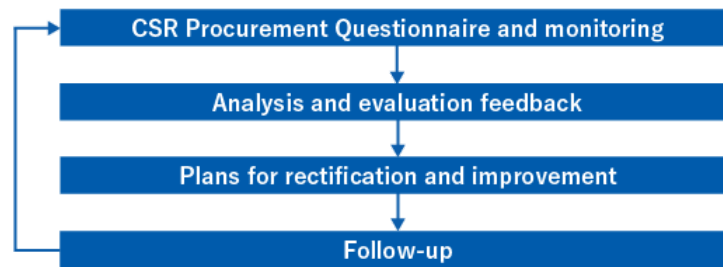 CSR Procurement Questionnaire and monitoring
Analysis and evaluation feedback
Plans for rectification and improvement
Follow-up